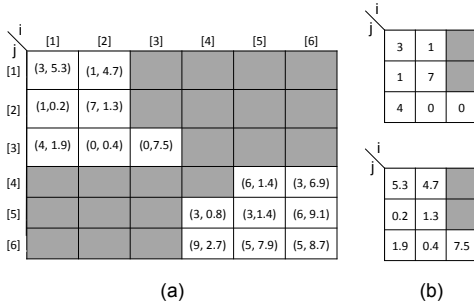 i
j
[1] [2] [3] [4] [5] [6]
[1] (3, 5.3) (1, 4.7)
[2] (1,0.2) (7, 1.3)
[3] (4, 1.9) (0, 0.4) (0,7.5)
[4] (6, 1.4) (3, 6.9)
[5] (3, 0.8) (3,1.4) (6, 9.1)
[6] (9, 2.7) (5, 7.9) (5, 8.7)
(a)
i
j
3 1
1 7
4 0 0
i
j
5.3 4.7
0.2 1.3
1.9 0.4 7.5
(b)